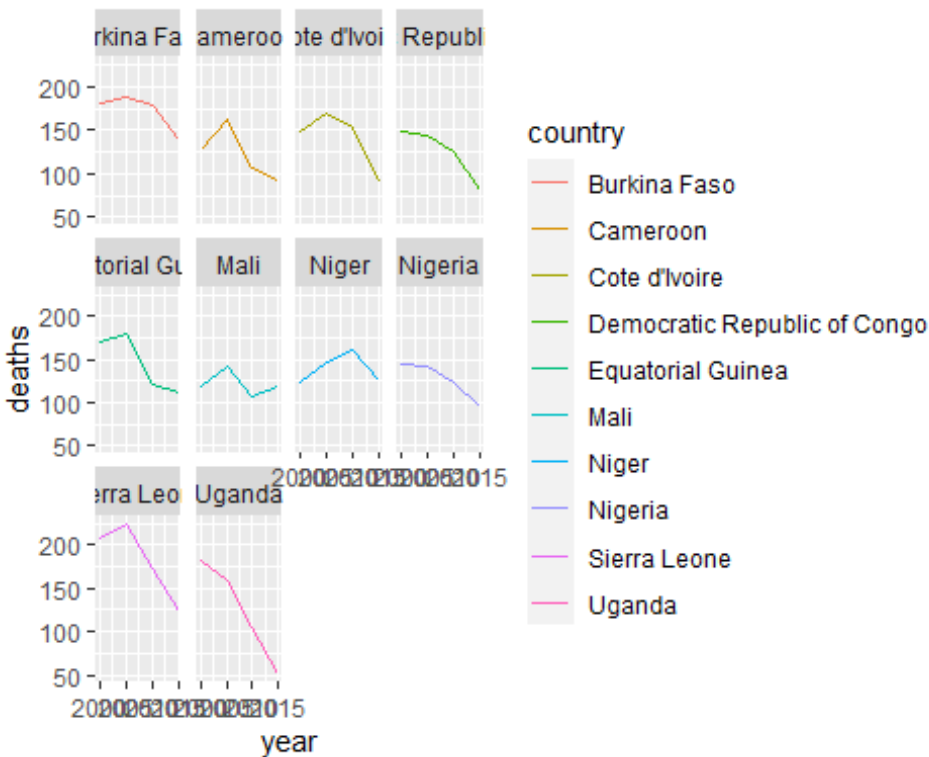 rkina Fa ameroo ote d'Ivoi Republi
200
150
100
50
torial Gu Mali Niger Nigeria
200
150
100
50
erra Leo Uganda
200
150
100
50
deaths
year
country
Burkina Faso
Cameroon
Cote d'Ivoire
Democratic Republic of Congo
Equatorial Guinea
Mali
Niger
Nigeria
Sierra Leone
Uganda